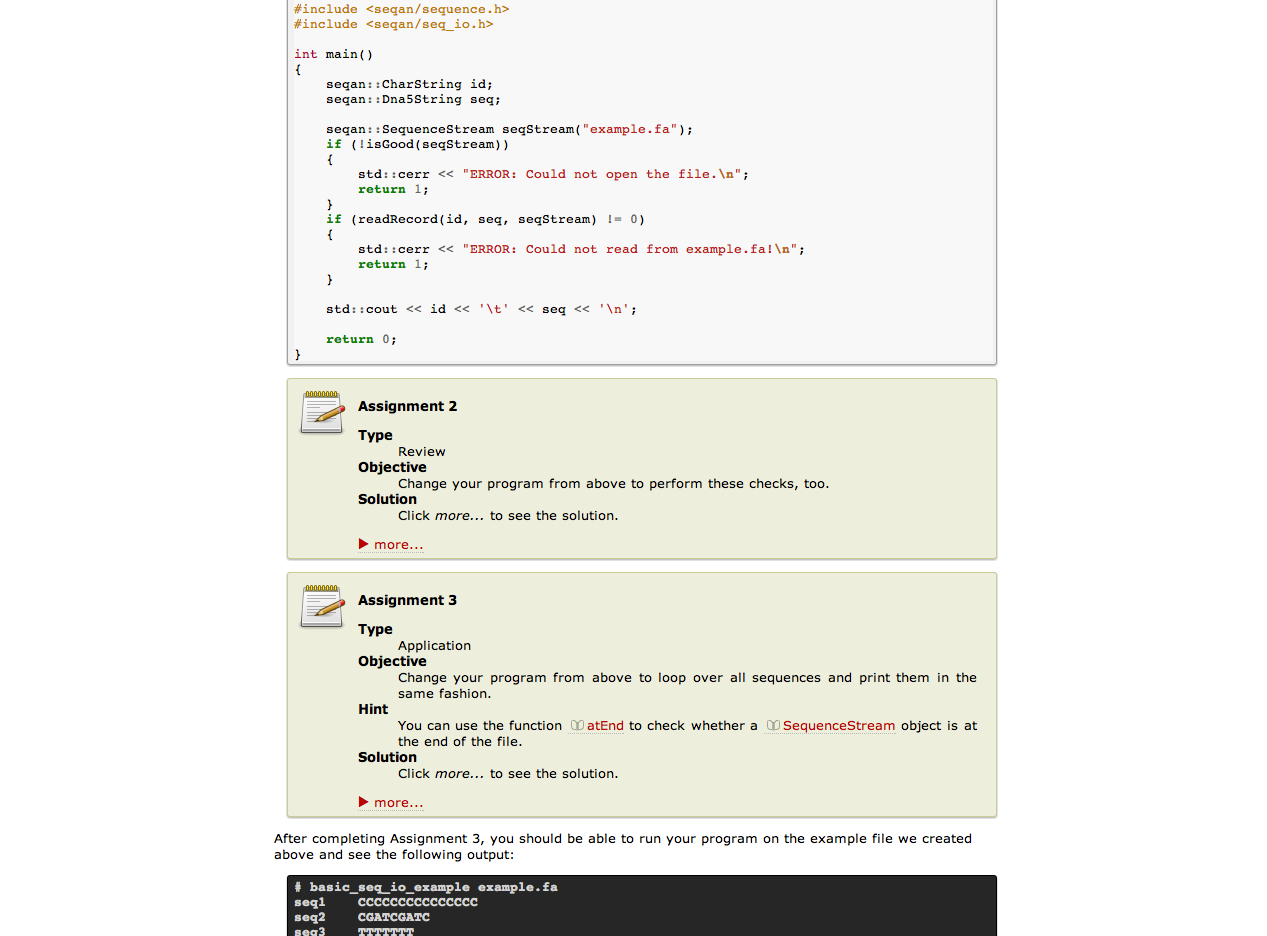 #include <seqan/sequence.h>
#include <seqan/seq_io.h>
int main()
{
    seqan::CharString id;
    seqan::Dna5String seq;
    seqan::SequenceStream seqStream("example.fa");
    if (!isGood(seqStream))
    {
        std::cerr << "ERROR: Could not open the file.\n";
        return 1;
    }
    if (readRecord(id, seq, seqStream) != 0)
    {
        std::cerr << "ERROR: Could not read from example.fa!\n";
        return 1;
    }
    std::cout << id << '\t' << seq << '\n';
    return 0;
}
Assignment 2
Type
Review
Objective
Change your program from above to perform these checks, too.
Solution
Click more... to see the solution.
▶ more...
Assignment 3
Type
Application
Objective
Change your program from above to loop over all sequences and print them in the
same fashion.
Hint
You can use the function atEnd to check whether a SequenceStream object is at
the end of the file.
Solution
Click more... to see the solution.
▶ more...
After completing Assignment 3, you should be able to run your program on the example file we created
above and see the following output:
# basic_seq_io_example example.fa
seq1    CCCCCCCCCCCCCCC
seq2    CGATCGATC
seq3    TTTTTTT